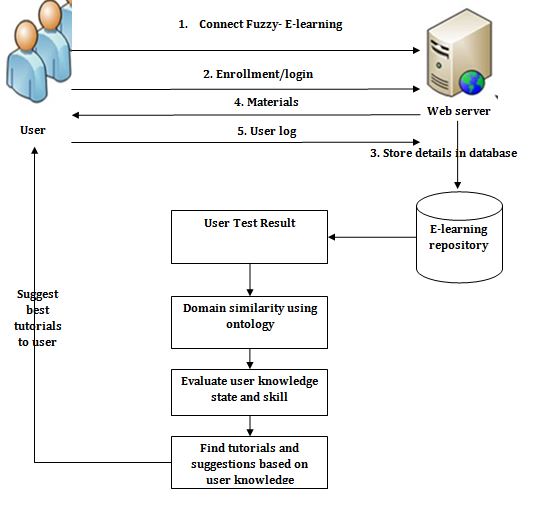 1. Connect Fuzzy- E-learning
2. Enrollment/login
4. Materials
Web server
User
5. User log
3. Store details in database
User Test Result
E-learning
repository
Domain similarity using
ontology
Suggest
best
tutorials
to user
Evaluate user knowledge
state and skill
Find tutorials and
suggestions based on
user knowledge